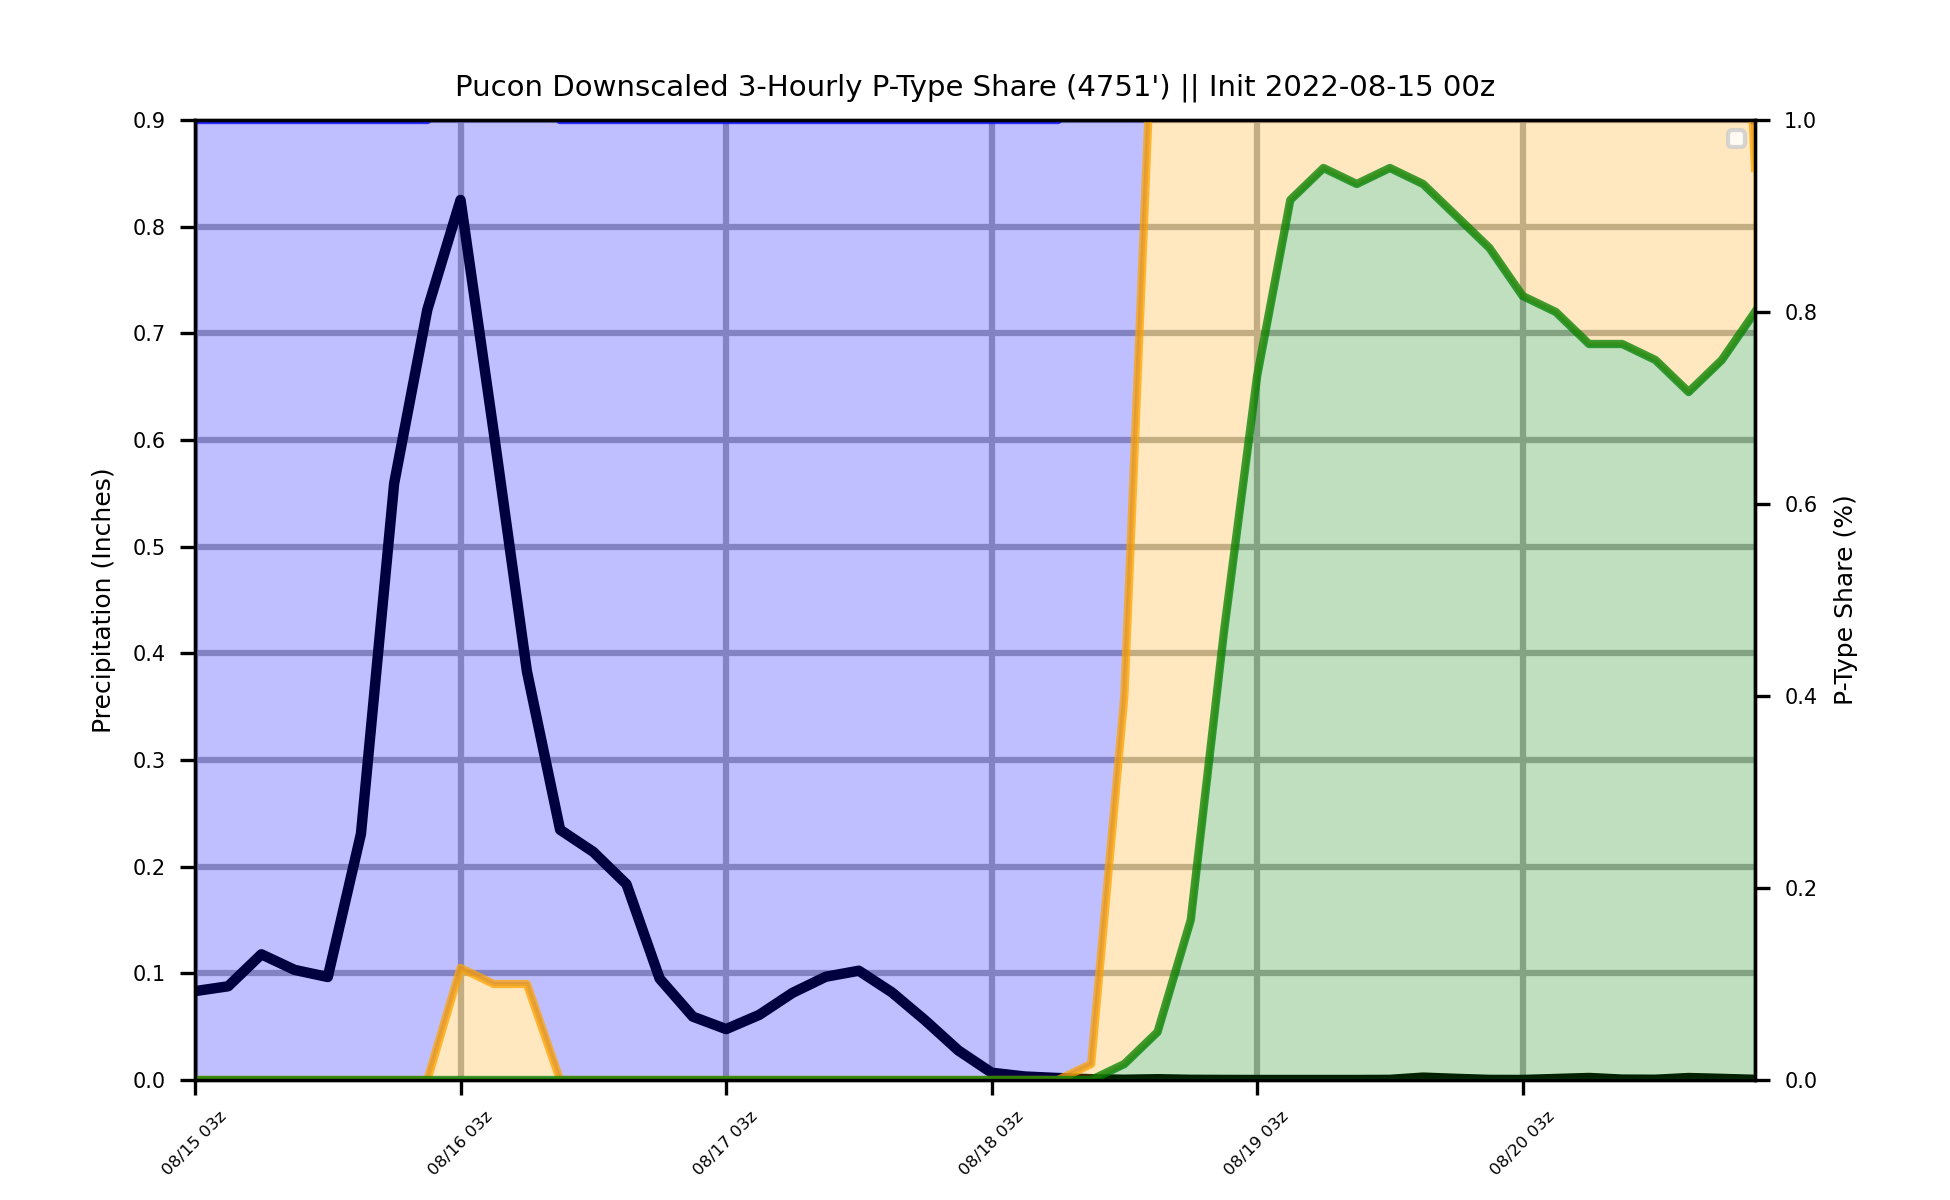 Pucon Downscaled 3-Hourly P-Type Share (4751') || Init 2022-08-15 00z
Precipitation (Inches)
0.9
0.8
0.7
0.6
0.5
0.4
0.3
0.2
0.1
0.0
1.0
0.8
0.6
0.4
0.2
0.0
P-Type Share (%)
08/15 03z
08/16 03z
08/17 03z
08/18 03z
08/19 03z
08/20 03z